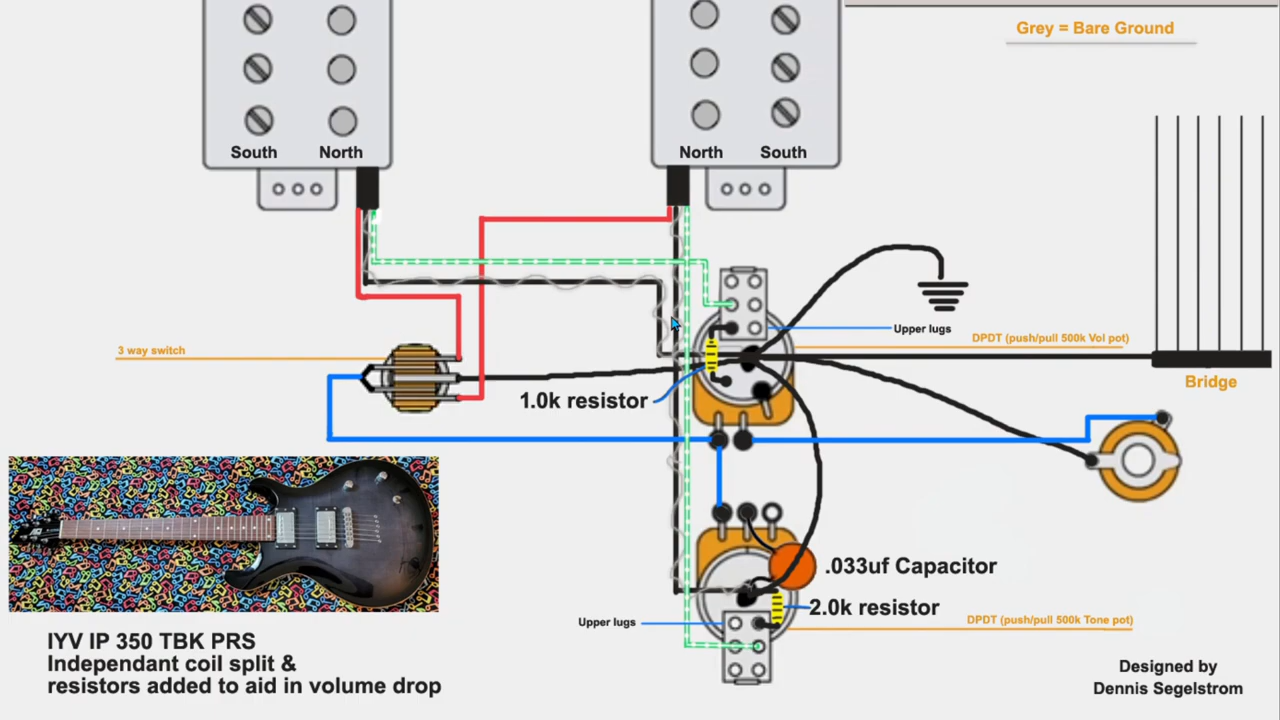 Grey = Bare Ground
South
North
North
South
Upper lugs
DPDT (push/pull 500k Vol pot)
3 way switch
Bridge
1.0k resistor
.033uf Capacitor
2.0k resistor
Upper lugs
DPDT (push/pull 500k Tone pot)
IYV IP 350 TBK PRS
Independant coil split &
resistors added to aid in volume drop
Designed by
Dennis Segelstrom